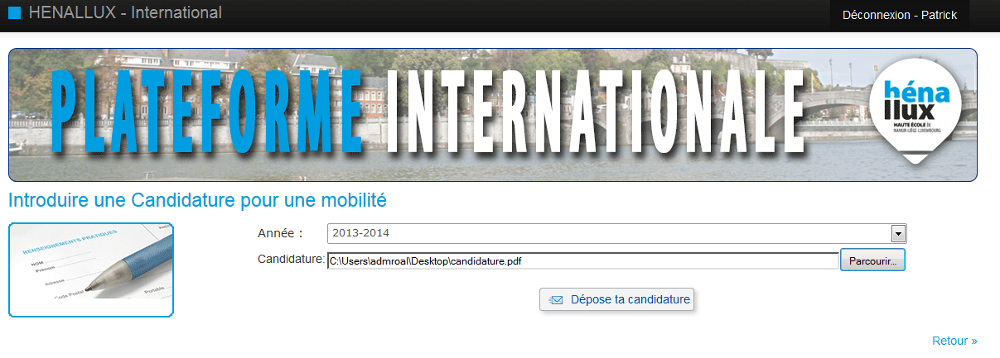 HENALLUX - International
Déconnexion - Patrick
PLATEFORME INTERNATIONALE
héna
llux
HAUTE ÉCOLE DE
NAMUR-LIÈGE-LUXEMBOURG
Introduire une Candidature pour une mobilité
RENSEIGNEMENTS PRATIQUES
NOM
Prénom
Adresse
Code Postal
Portable
Année :
2013-2014
Candidature:
C:\Users\admroal\Desktop\candidature.pdf
Parcourir...
Dépose ta candidature
Retour »